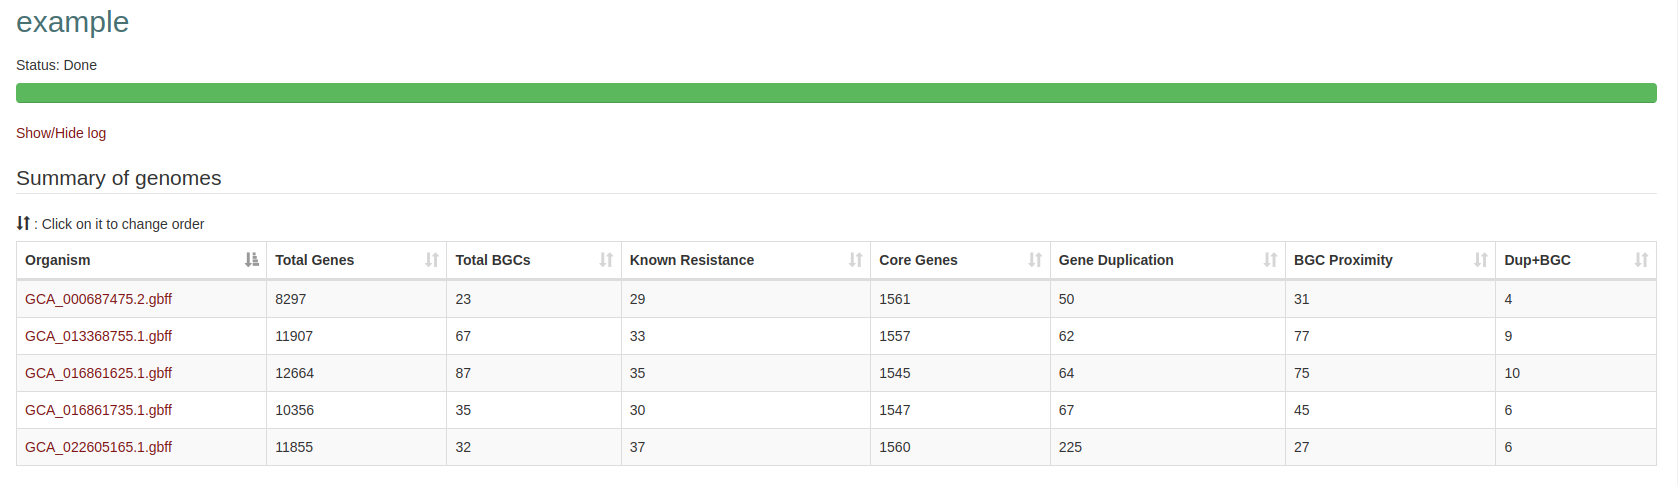 example
Status: Done
Show/Hide log
Summary of genomes
: Click on it to change order
Organism Total Genes Total BGCs Known Resistance Core Genes Gene Duplication BGC Proximity Dup+BGC
GCA_000687475.2.gbff 8297 23 29 1561 50 31 4
GCA_013368755.1.gbff 11907 67 33 1557 62 77 9
GCA_016861625.1.gbff 12664 87 35 1545 64 75 10
GCA_016861735.1.gbff 10356 35 30 1547 67 45 6
GCA_022605165.1.gbff 11855 32 37 1560 225 27 6